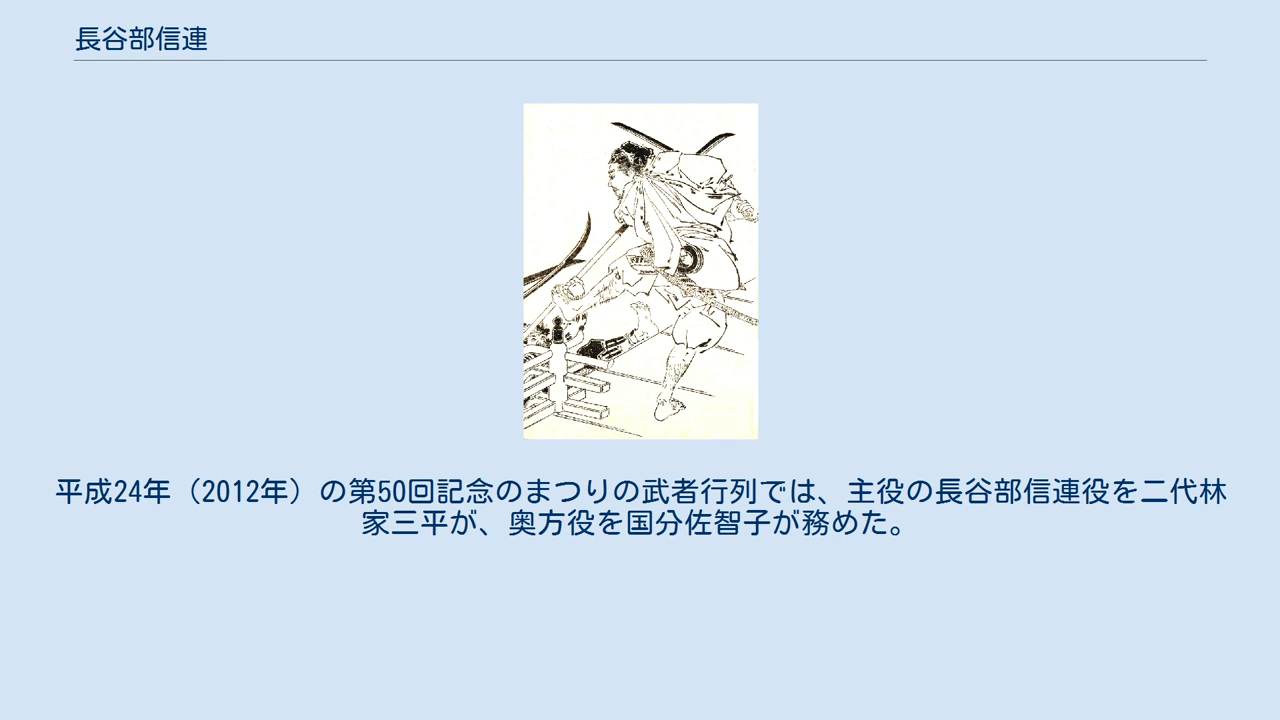 長谷部信連
平成24年（2012年）の第50回記念のまつりの武者行列では、主役の長谷部信連役を二代林
家三平が、奥方役を国分佐智子が務めた。